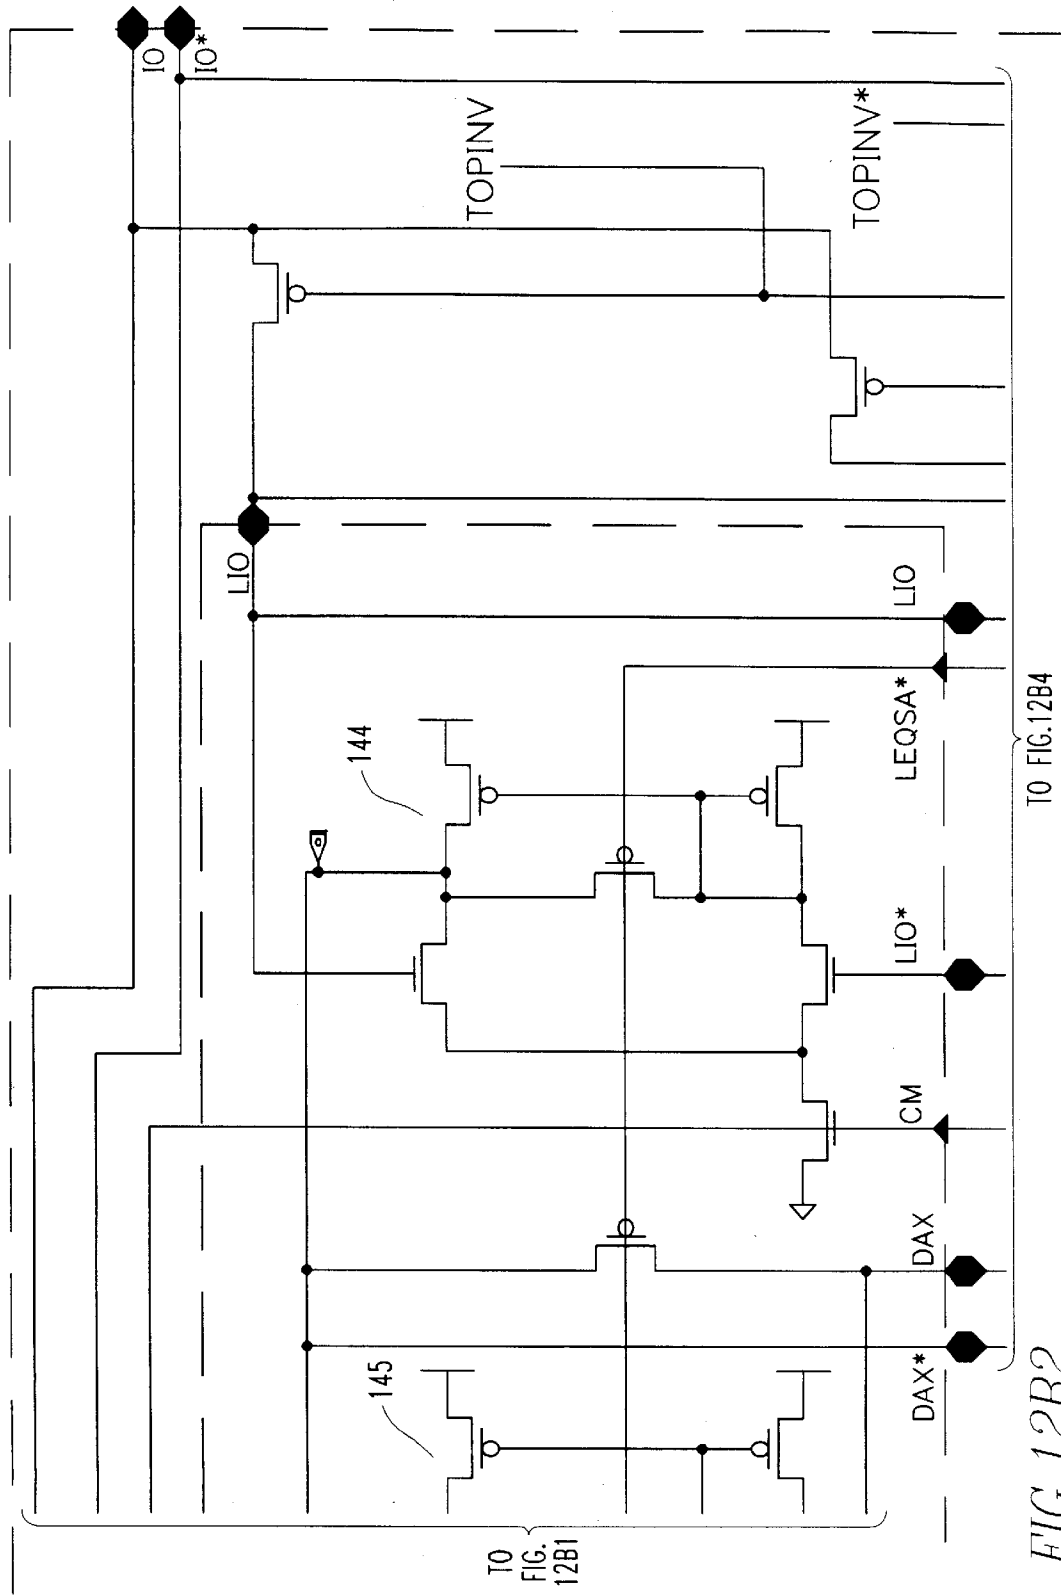 IO
IO*
TOPINV
TOPINV*
LIO
LIO
LEQSA*
144
LIO*
CM
DAX
DAX*
145
TO FIG.12B4
TO
FIG.
12B1
FIG. 12B2